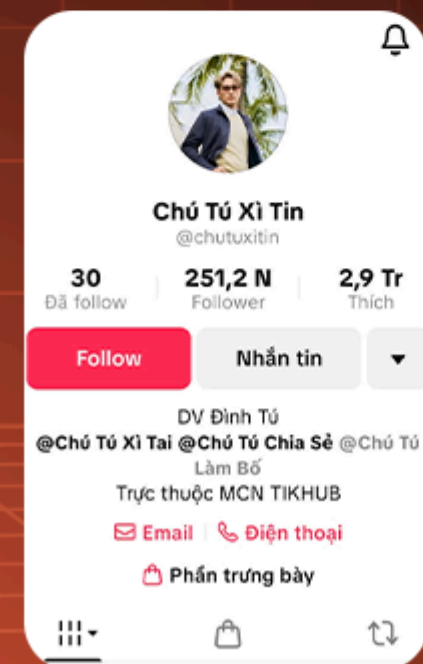 Chú Tú Xì Tin
@chutuxitin
30 251,2 N 2,9 Tr
Đã follow Follower Thích
Follow Nhắn tin
DV Đình Tú
@Chú Tú Xì Tai @Chú Tú Chia Sẻ @Chú Tú
Làm Bố
Trực thuộc MCN TIKHUB
Email Điện thoại
Phần trưng bày